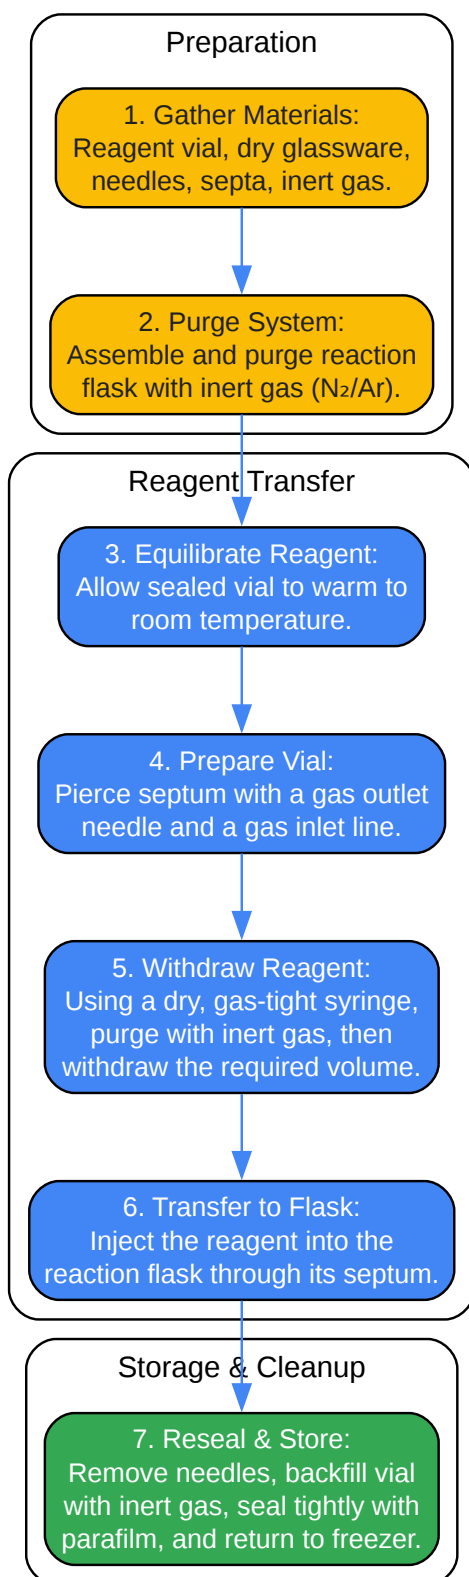 Preparation
1. Gather Materials:
Reagent vial, dry glassware,
needles, septa, inert gas.
2. Purge System:
Assemble and purge reaction
flask with inert gas (N₂/Ar).
Reagent Transfer
3. Equilibrate Reagent:
Allow sealed vial to warm to
room temperature.
4. Prepare Vial:
Pierce septum with a gas outlet
needle and a gas inlet line.
5. Withdraw Reagent:
Using a dry, gas-tight syringe,
purge with inert gas, then
withdraw the required volume.
6. Transfer to Flask:
Inject the reagent into the
reaction flask through its septum.
Storage & Cleanup
7. Reseal & Store:
Remove needles, backfill vial
with inert gas, seal tightly with
parafilm, and return to freezer.